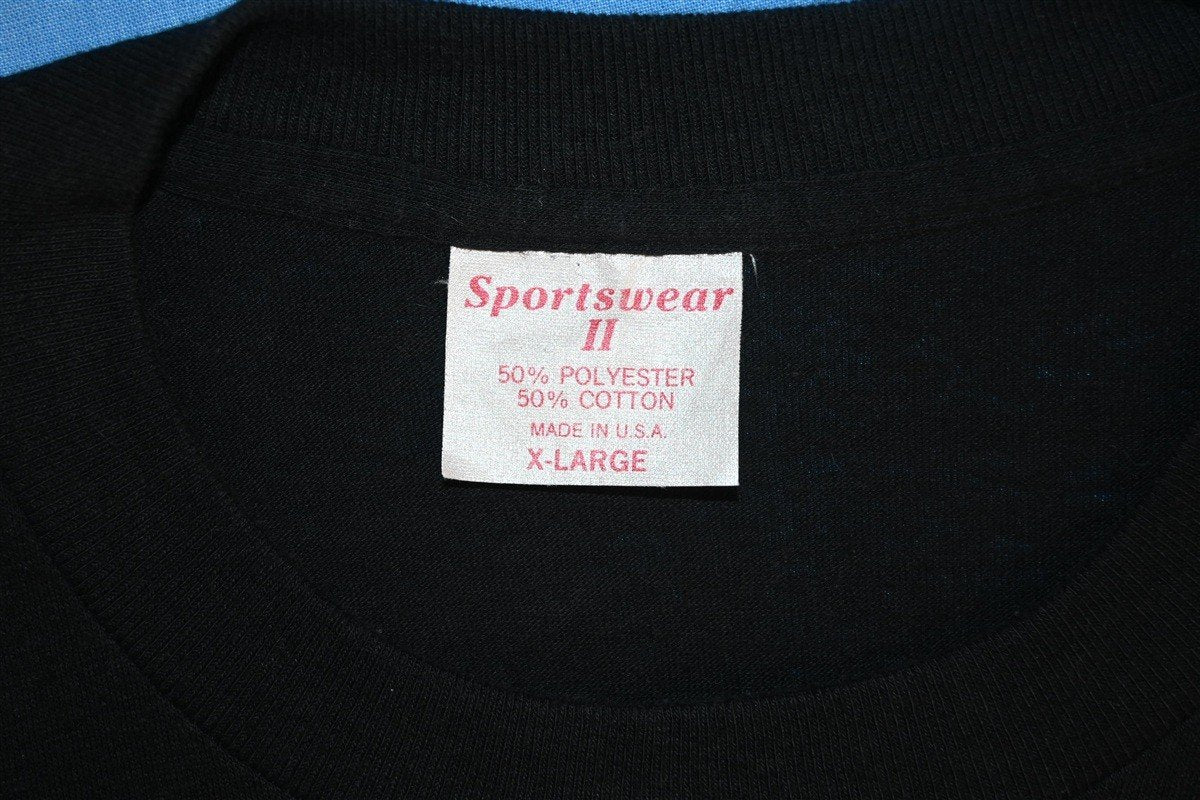 Sportswear
II
50% POLYESTER
50% COTTON
MADE IN U.S.A.
X-LARGE